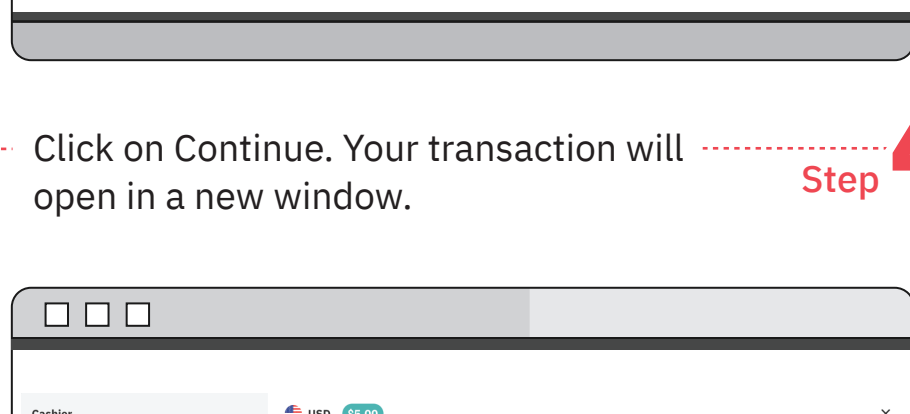 Click on Continue. Your transaction will
open in a new window.
Step
Cashier
USD $5.00